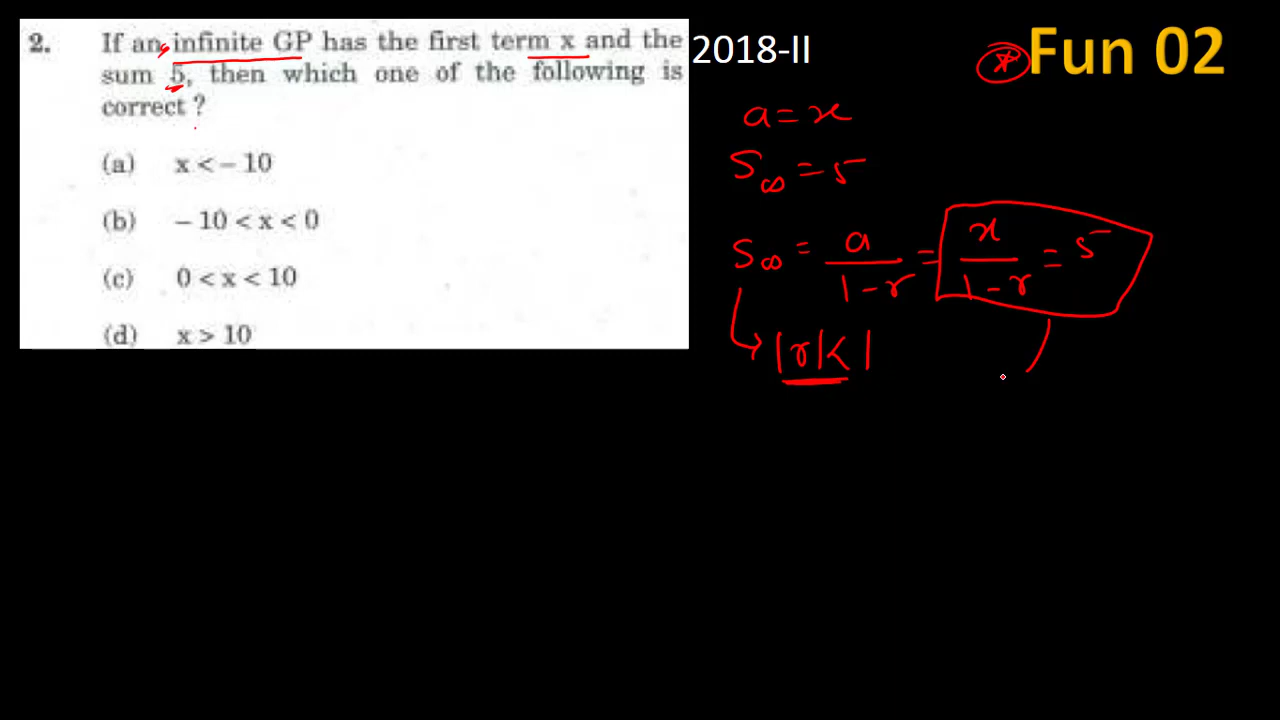 2. If an infinite GP has the first term x and the
sum 5, then which one of the following is
correct ?
(a) x < – 10
(b) – 10 < x < 0
(c) 0 < x < 10
(d) x > 10
2018-II
Fun 02
a = x
S∞ = 5
S∞ = a / 1 - r = x / 1 - r = 5
|r| < 1